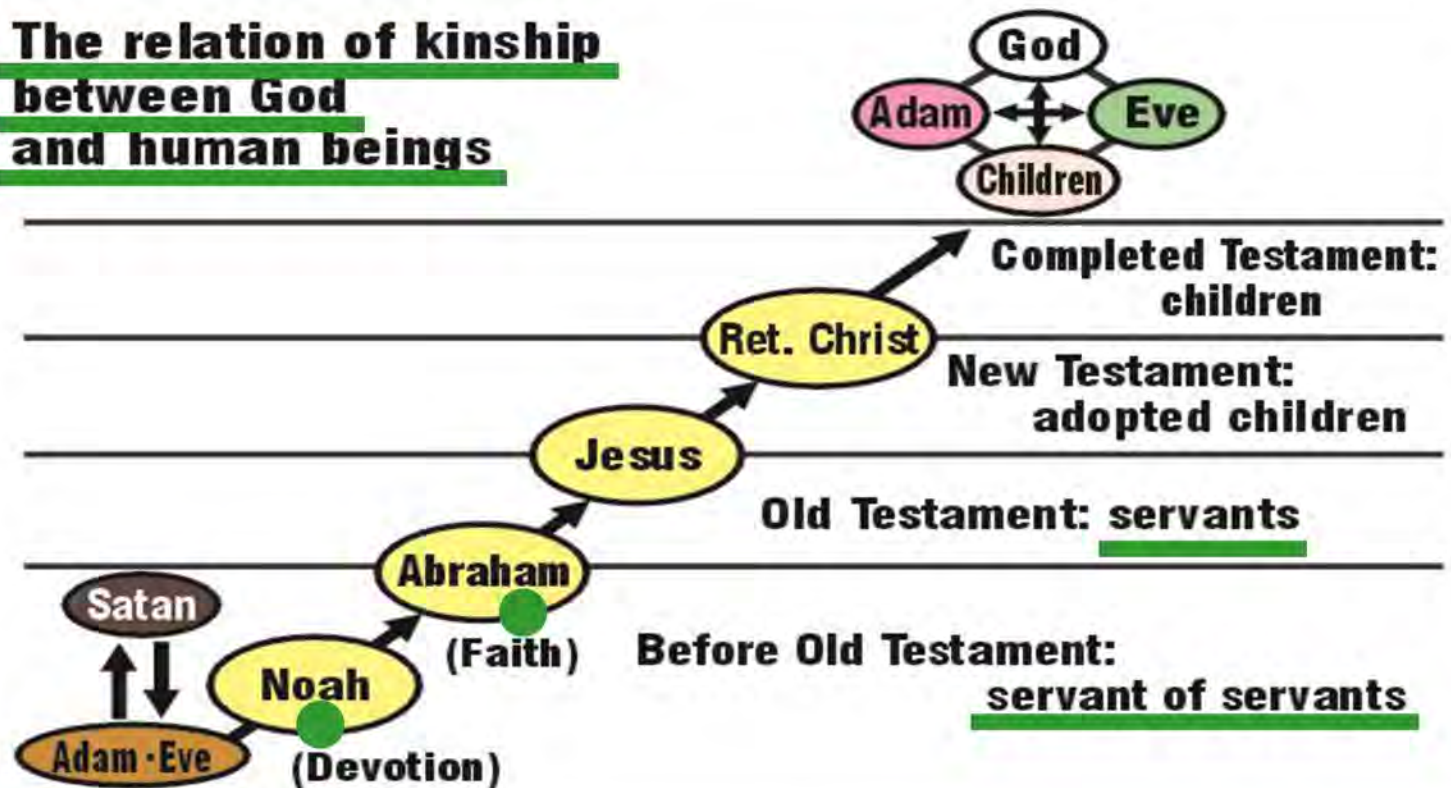 The relation of kinship
between God
and human beings
God
Adam
Eve
Children
Completed Testament:
children
Ret. Christ
New Testament:
adopted children
Jesus
Old Testament: servants
Abraham
(Faith)
Before Old Testament:
servant of servants
Satan
Noah
(Devotion)
Adam·Eve